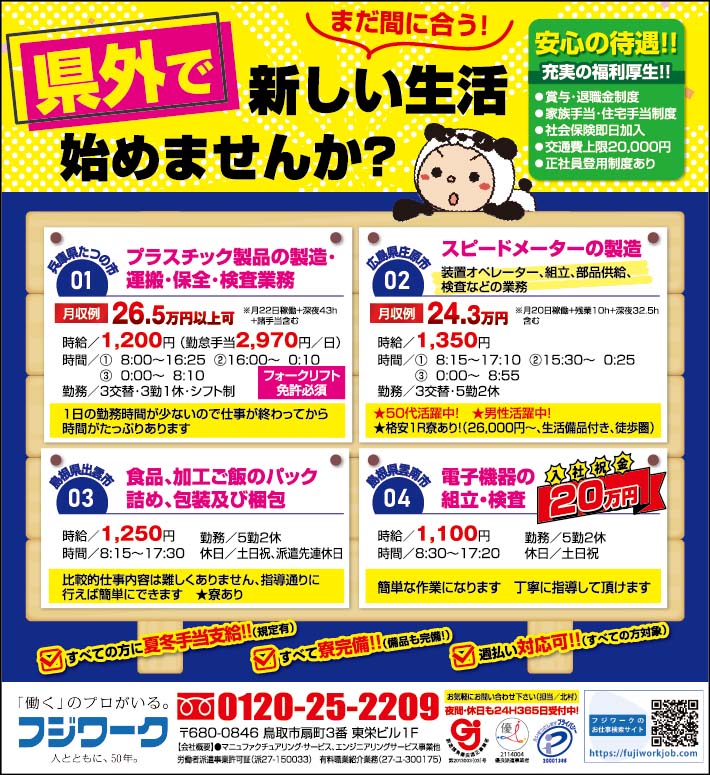 まだ間に合う!
県外で
新しい生活
始めませんか?
安心の待遇!!
充実の福利厚生!!
●賞与・退職金制度
●家族手当・住宅手当制度
●社会保険即日加入
●交通費上限20,000円
●正社員登用制度あり
兵庫県たつの市
01
プラスチック製品の製造・
運搬・保全・検査業務
月収例 26.5万円以上可 ※月22日稼働+深夜43h
+諸手当含む
時給/1,200円(勤怠手当2,970円/日)
時間/① 8:00〜16:25 ②16:00〜 0:10
③ 0:00〜 8:10
勤務/3交替・3勤1休・シフト制
フォークリフト
免許必須
1日の勤務時間が少ないので仕事が終わってから
時間がたっぷりあります
広島県庄原市
02
スピードメーターの製造
装置オペレーター、組立、部品供給、
検査などの業務
月収例 24.3万円 ※月20日稼働+残業10h+深夜32.5h
含む
時給/1,350円
時間/① 8:15〜17:10 ②15:30〜 0:25
③ 0:00〜 8:55
勤務/3交替・5勤2休
★50代活躍中! ★男性活躍中!
★格安1R寮あり!(26,000円〜、生活備品付き、徒歩圏)
島根県出雲市
03
食品、加工ご飯のパック
詰め、包装及び梱包
時給/1,250円 勤務/5勤2休
時間/8:15〜17:30 休日/土日祝、派遣先連休日
比較的仕事内容は難しくありません、指導通りに
行えば簡単にできます ★寮あり
島根県雲南市
04
電子機器の
組立・検査
入社祝金
20万円
時給/1,100円 勤務/5勤2休
時間/8:30〜17:20 休日/土日祝
簡単な作業になります 丁寧に指導して頂けます
すべての方に夏冬手当支給!!(規定有)
すべて寮完備!!(備品も完備!)
週払い対応可!!(すべての方対象)
「働く」のプロがいる。
フジワーク
人とともに、50年。
0120-25-2209
〒680-0846 鳥取市扇町3番 東栄ビル1F
【会社概要】●マニュファクチュアリング・サービス、エンジニアリングサービス事業他
労働者派遣事業許可証(派27-150033) 有料職業紹介業務(27-ユ-300175)
お気軽にお問い合わせ下さい(担当/北村)
夜間・休日も24H365日受付中!
優
2114004
プライバシー
20001346
フジワークの
お仕事検索サイト
https://fujiworkjob.com/